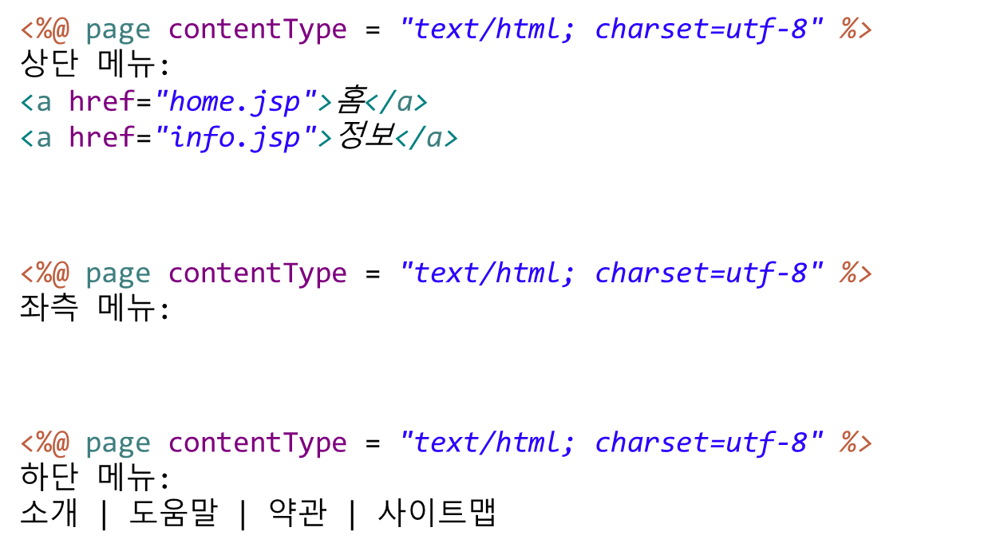 <%@ page contentType = "text/html; charset=utf-8" %>
상단 메뉴:
<a href="home.jsp">홈</a>
<a href="info.jsp">정보</a>
<%@ page contentType = "text/html; charset=utf-8" %>
좌측 메뉴:
<%@ page contentType = "text/html; charset=utf-8" %>
하단 메뉴:
소개 | 도움말 | 약관 | 사이트맵